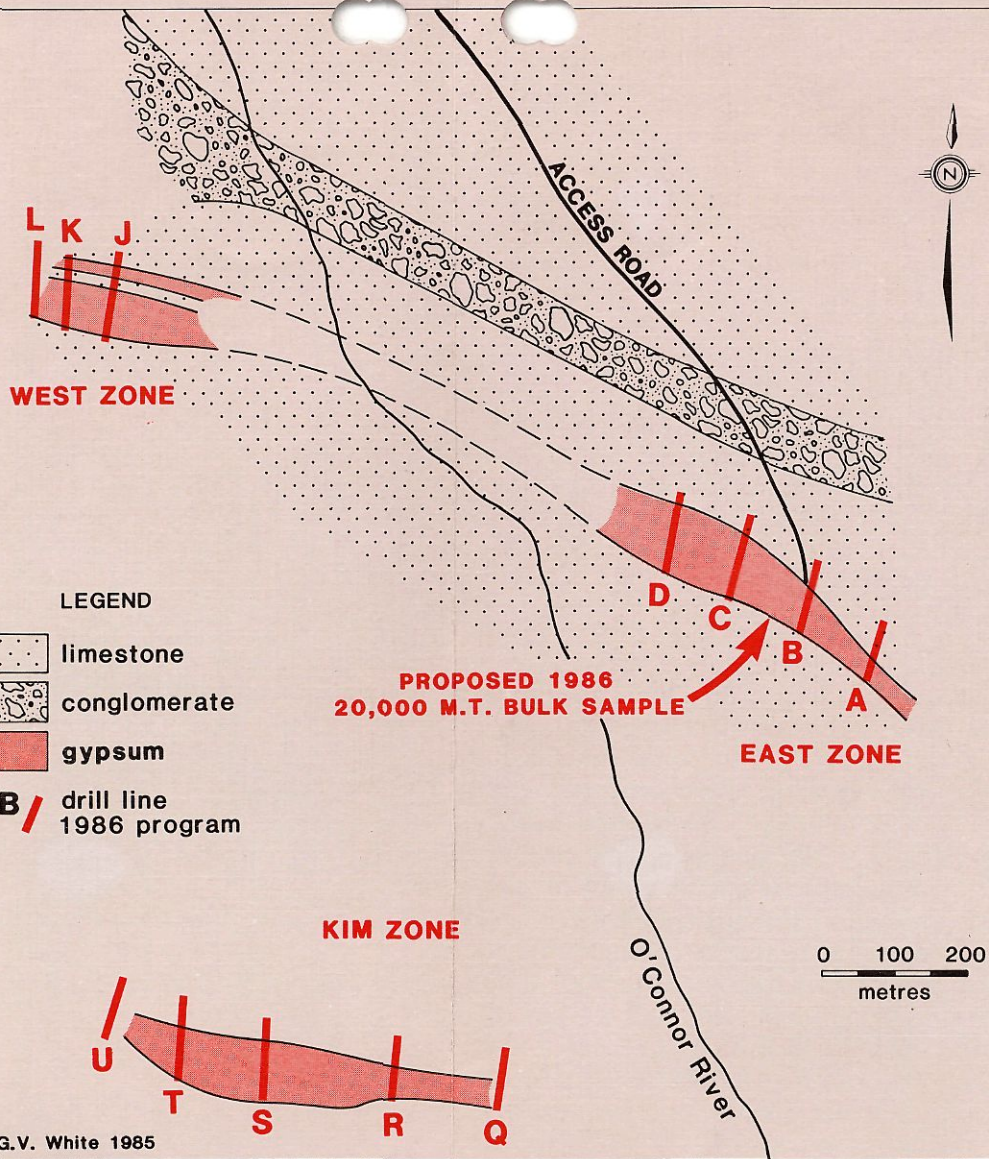 ACCESS ROAD
N
L
K
J
WEST ZONE
D
C
B
A
LEGEND
limestone
conglomerate
gypsum
B
drill line
1986 program
PROPOSED 1986
20,000 M.T. BULK SAMPLE
EAST ZONE
KIM ZONE
0 100 200
metres
O'Connor River
U
T
S
R
Q
G.V. White 1985